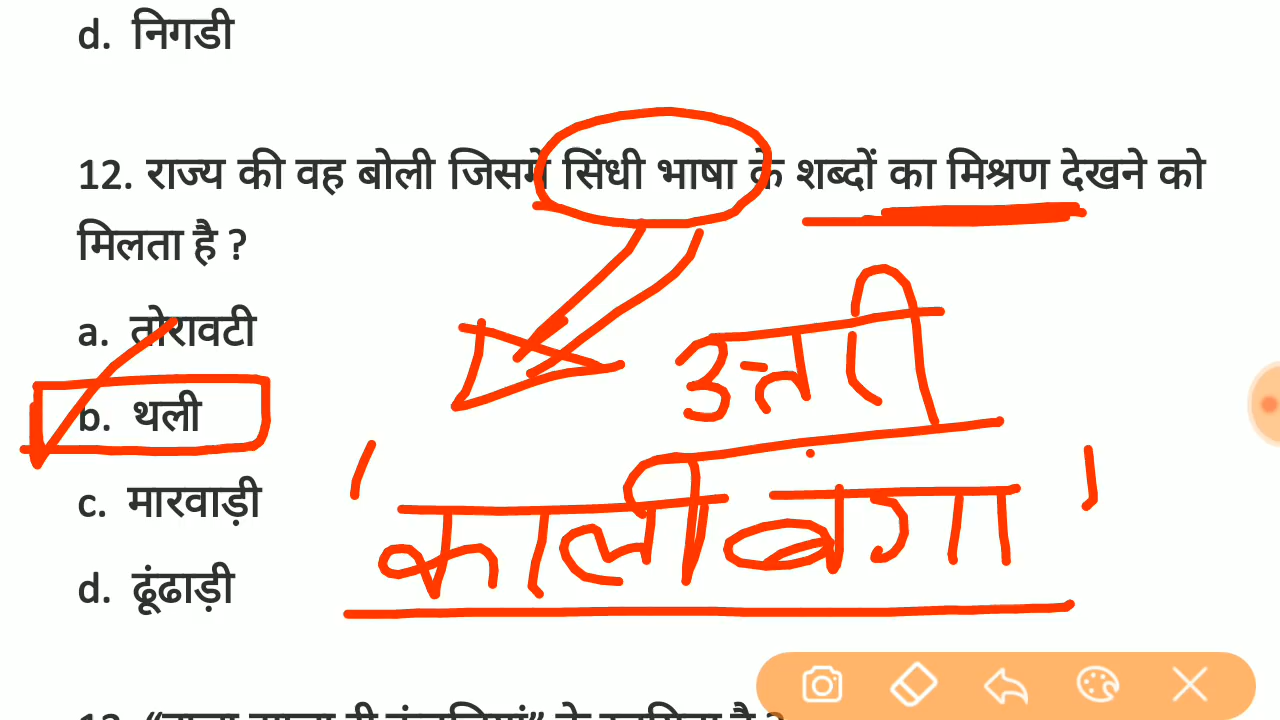 d. निगडी
12. राज्य की वह बोली जिसमे सिंधी भाषा के शब्दों का मिश्रण देखने को
मिलता है ?
a. तोरावटी
b. थली
c. मारवाड़ी
d. ढूंढाड़ी
उत्तरी
'कालीबंगा'